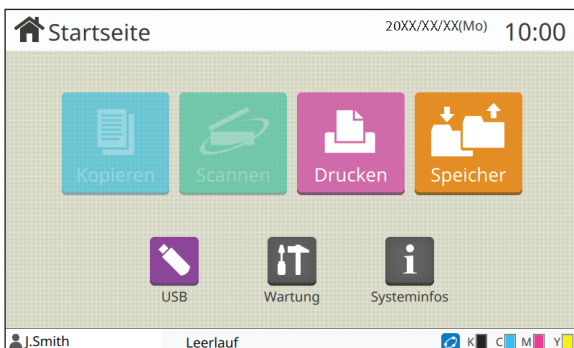 Startseite
20XX/XX/XX(Mo) 10:00
Kopieren Scannen Drucken Speicher
USB Wartung Systeminfos
J.Smith Leerlauf K C M Y